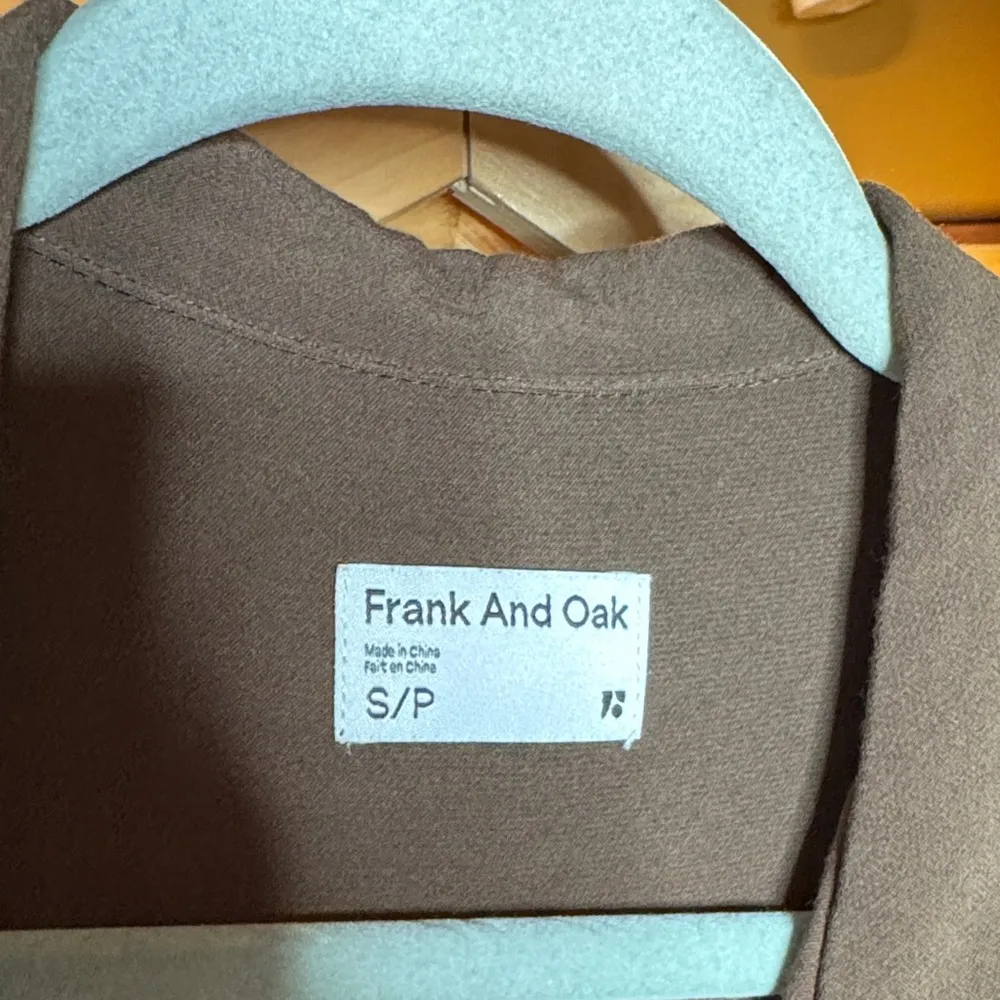 Frank And Oak
Made in China
Fait en Chine
S/P